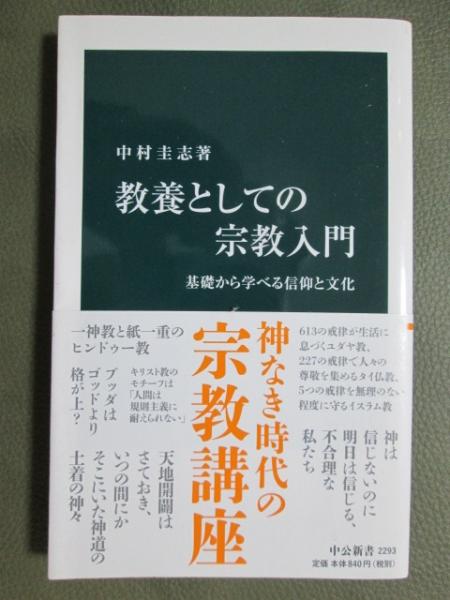 中村圭志著
教養としての
宗教入門
基礎から学べる信仰と文化
613の戒律が生活に
息づくユダヤ教、
227の戒律で人々の
尊敬を集めるタイ仏教、
5つの戒律を無理のない
程度に守るイスラム教
神は
信じないのに
明日は信じる、
不合理な
私たち
神なき時代の
宗教講座
キリスト教の
モチーフは
「人間は
規則主義に
耐えられない」
天地開闢は
さておき、
いつの間にか
そこにいた神道の
土着の神々
一神教と紙一重の
ヒンドゥー教
ブッダは
ゴッドより
格が上?
中公新書 2293
定価 本体840円(税別)